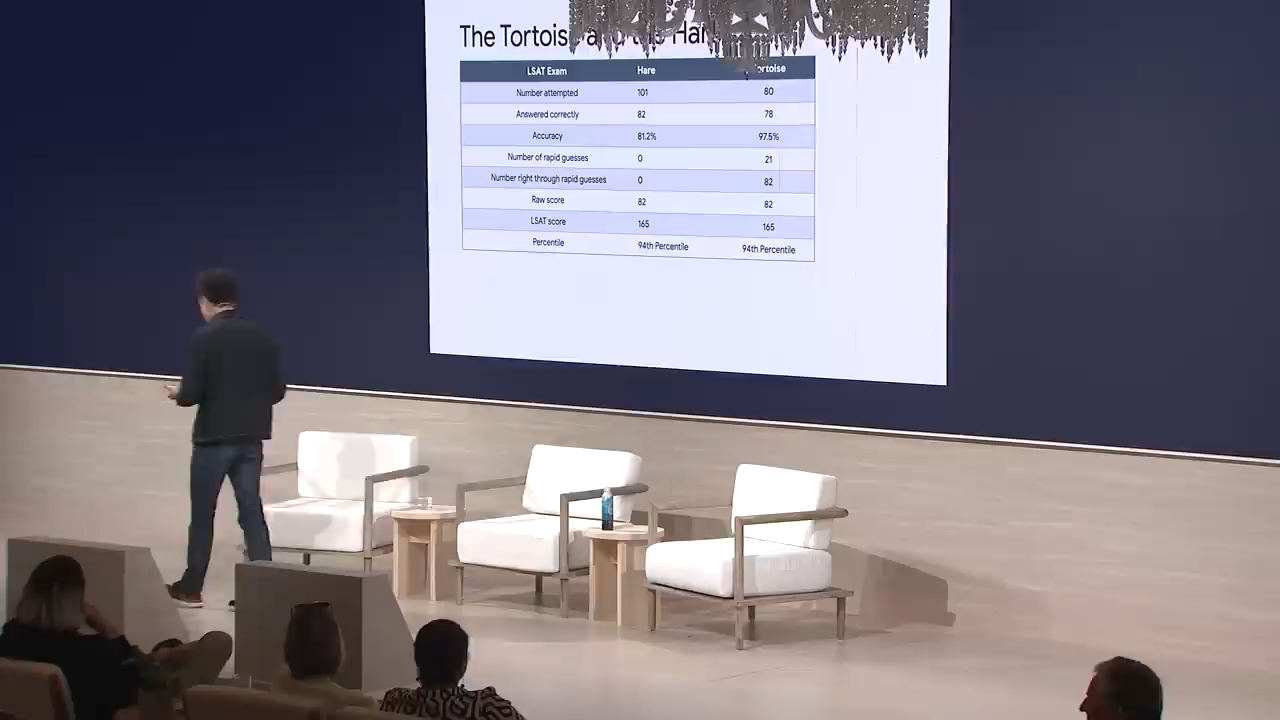 The Tortois
LSAT Exam Hare ortoise
Number attempted 101 80
Answered correctly 82 78
Accuracy 81.2% 97.5%
Number of rapid guesses 0 21
Number right through rapid guesses 0 82
Raw score 82 82
LSAT score 165 165
Percentile 94th Percentile 94th Percentile